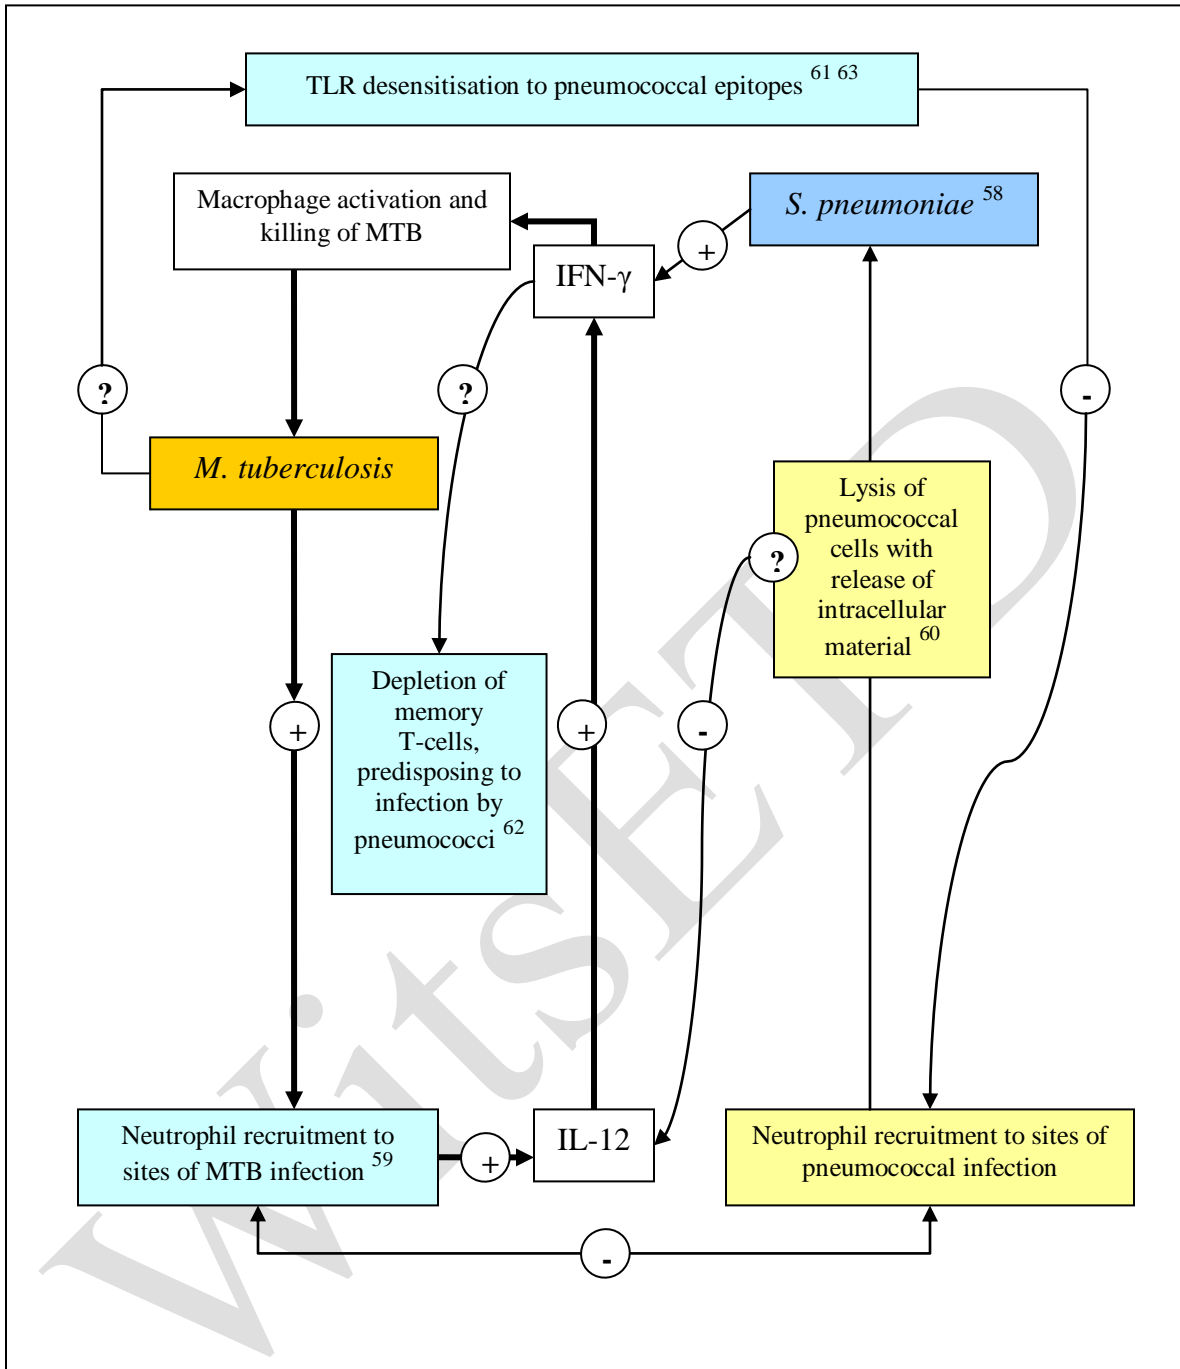 TLR desensitisation to pneumococcal epitopes 61 63
Macrophage activation and
killing of MTB
S. pneumoniae 58
+
IFN-γ
?
?
-
M. tuberculosis
Lysis of
pneumococcal
cells with
release of
intracellular
material 60
?
Depletion of
memory
T-cells,
predisposing to
infection by
pneumococci 62
+
+
-
Neutrophil recruitment to
sites of MTB infection 59
+
IL-12
Neutrophil recruitment to sites of
pneumococcal infection
-
WitsETD